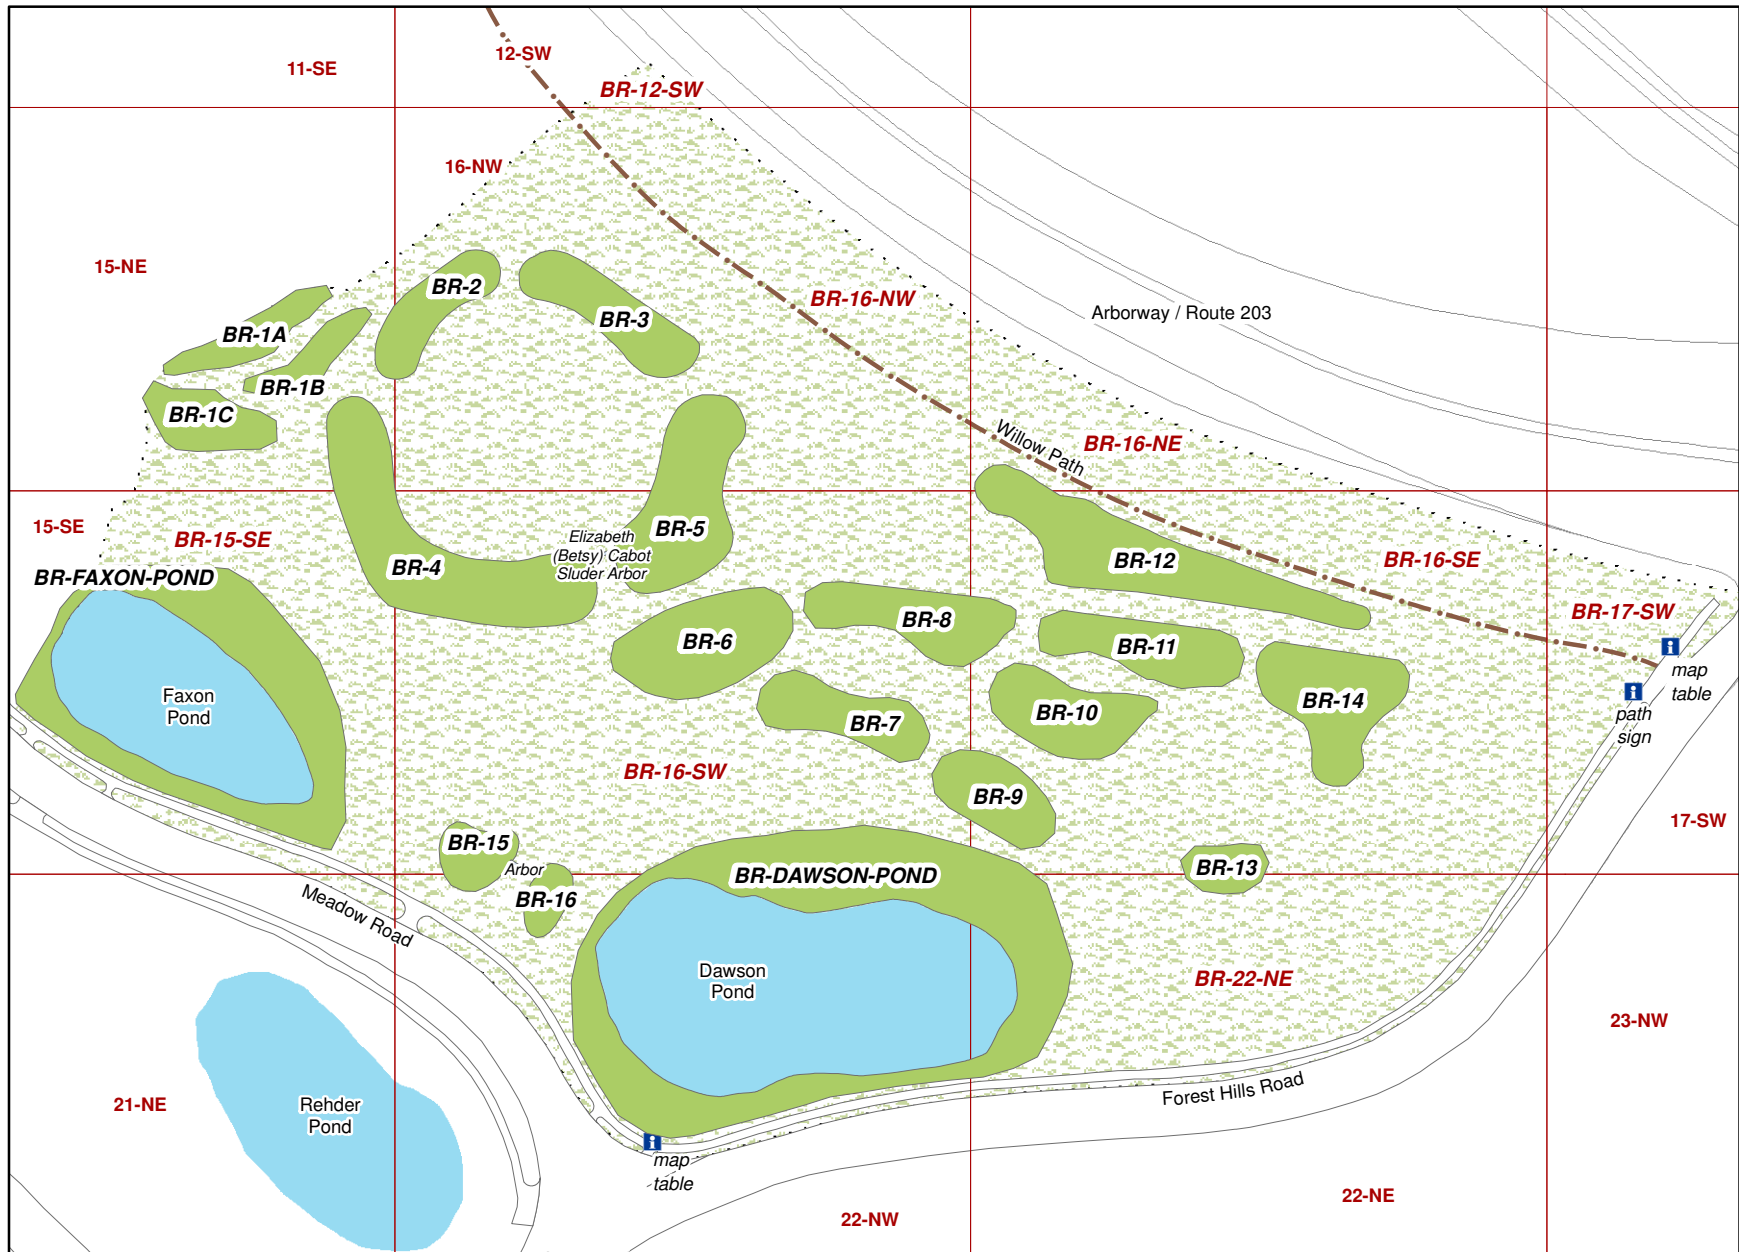 12-SW
11-SE
BR-12-SW
16-NW
15-NE
BR-2
BR-16-NW
Arborway / Route 203
BR-3
BR-1A
BR-1B
BR-1C
Willow Path
BR-16-NE
15-SE
BR-15-SE
BR-5
Elizabeth
(Betsy) Cabot
Sluder Arbor
BR-4
BR-12
BR-16-SE
BR-FAXON-POND
BR-17-SW
BR-8
BR-6
BR-11
map
table
Faxon
Pond
BR-14
BR-10
BR-7
path
sign
BR-16-SW
BR-9
17-SW
BR-15
Arbor
BR-13
BR-DAWSON-POND
BR-16
Meadow Road
Dawson
Pond
BR-22-NE
23-NW
Forest Hills Road
21-NE
Rehder
Pond
map
table
22-NE
22-NW